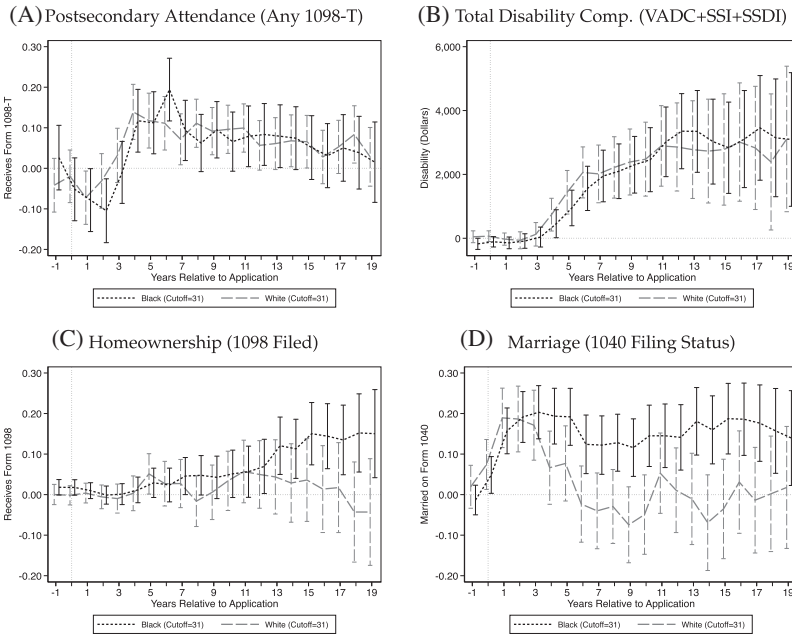 (A) Postsecondary Attendance (Any 1098-T)
Receives Form 1098-T
0.30
0.20
0.10
0.00
-0.10
-0.20
-1 1 3 5 7 9 11 13 15 17 19
Years Relative to Application
Black (Cutoff=31) White (Cutoff=31)
(B) Total Disability Comp. (VADC+SSI+SSDI)
Disability (Dollars)
6,000
4,000
2,000
0
-1 1 3 5 7 9 11 13 15 17 19
Years Relative to Application
Black (Cutoff=31) White (Cutoff=31)
(C) Homeownership (1098 Filed)
Receives Form 1098
0.30
0.20
0.10
0.00
-0.10
-0.20
-1 1 3 5 7 9 11 13 15 17 19
Years Relative to Application
Black (Cutoff=31) White (Cutoff=31)
(D) Marriage (1040 Filing Status)
Married on Form 1040
0.30
0.20
0.10
0.00
-0.10
-0.20
-1 1 3 5 7 9 11 13 15 17 19
Years Relative to Application
Black (Cutoff=31) White (Cutoff=31)